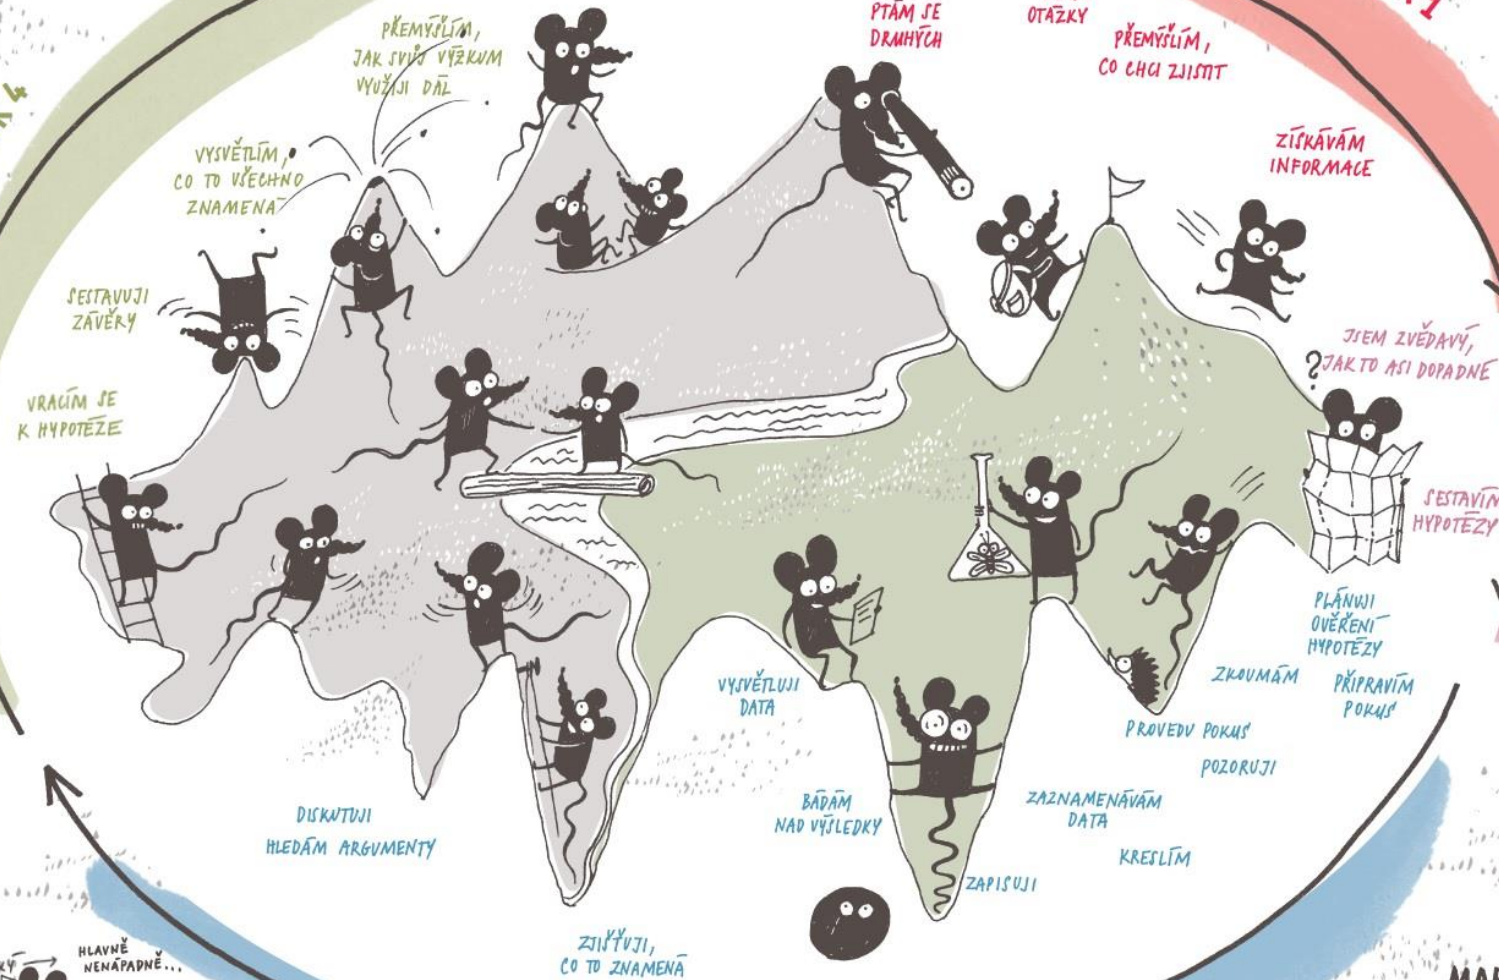 PTÁM SE
DRUHÝCH
OTÁZKY
PŘEMÝŠLÍM,
CO CHCI ZJISTIT
ZÍSKÁVÁM
INFORMACE
JSEM ZVĚDAVÝ,
? JAK TO ASI DOPADNE
SESTAVÍM
HYPOTÉZY
PLÁNUJI
OVĚŘENÍ
HYPOTÉZY
PŘIPRAVÍM
POKUS
ZKOUMÁM
PROVEDU POKUS
POZORUJI
ZAZNAMENÁVÁM
DATA
KRESLÍM
ZAPISUJI
VYSVĚTLUJI
DATA
BÁDÁM
NAD VÝSLEDKY
ZJIŠŤUJI,
CO TO ZNAMENÁ
DISKUTUJI
HLEDÁM ARGUMENTY
VRACÍM SE
K HYPOTÉZE
SESTAVUJI
ZÁVĚRY
VYSVĚTLÍM,
CO TO VŠECHNO
ZNAMENÁ
PŘEMÝŠLÍM,
JAK SVŮJ VÝZKUM
VYUŽIJI DÁL
4
1
HLAVNĚ
NENÁPADNĚ...